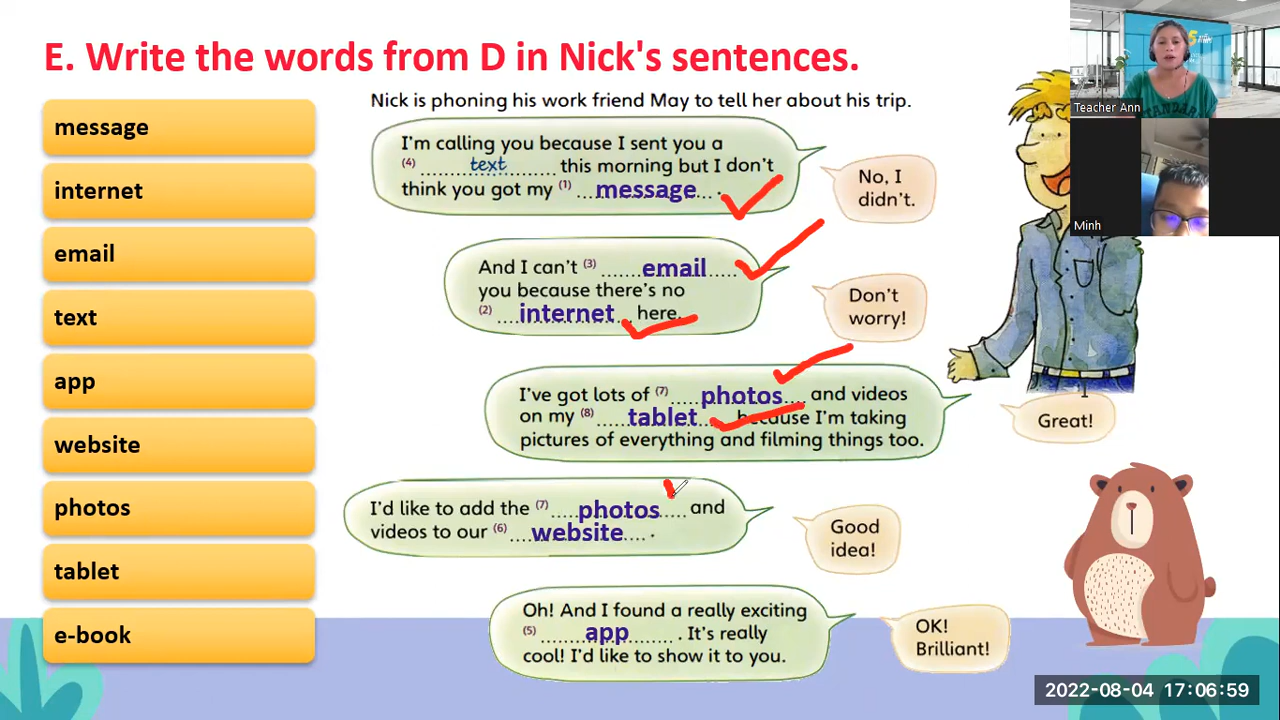 E. Write the words from D in Nick's sentences.
message
internet
email
text
app
website
photos
tablet
e-book
Nick is phoning his work friend May to tell her about his trip.
I'm calling you because I sent you a
(4) ........text........ this morning but I don't
think you got my (1) ...message... .
No, I
didn't.
And I can't (3) ......email.....
you because there's no
(2) ....internet... here.
Don't
worry!
I've got lots of (7) .....photos.... and videos
on my (8) .....tablet.... because I'm taking
pictures of everything and filming things too.
Great!
I'd like to add the (7) .....photos..... and
videos to our (6) ....website.... .
Good
idea!
Oh! And I found a really exciting
(5) ........app........ . It's really
cool! I'd like to show it to you.
OK!
Brilliant!
Teacher Ann
Minh
2022-08-04 17:06:59